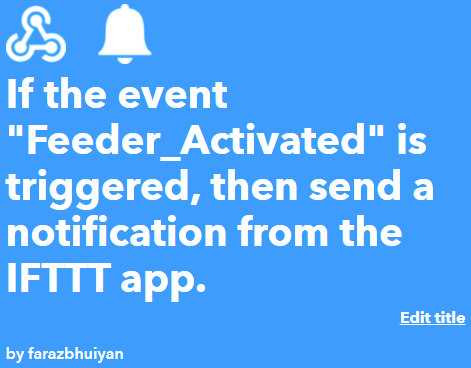 If the event
"Feeder_Activated" is
triggered, then send a
notification from the
IFTTT app.
Edit title
by farazbhuiyan